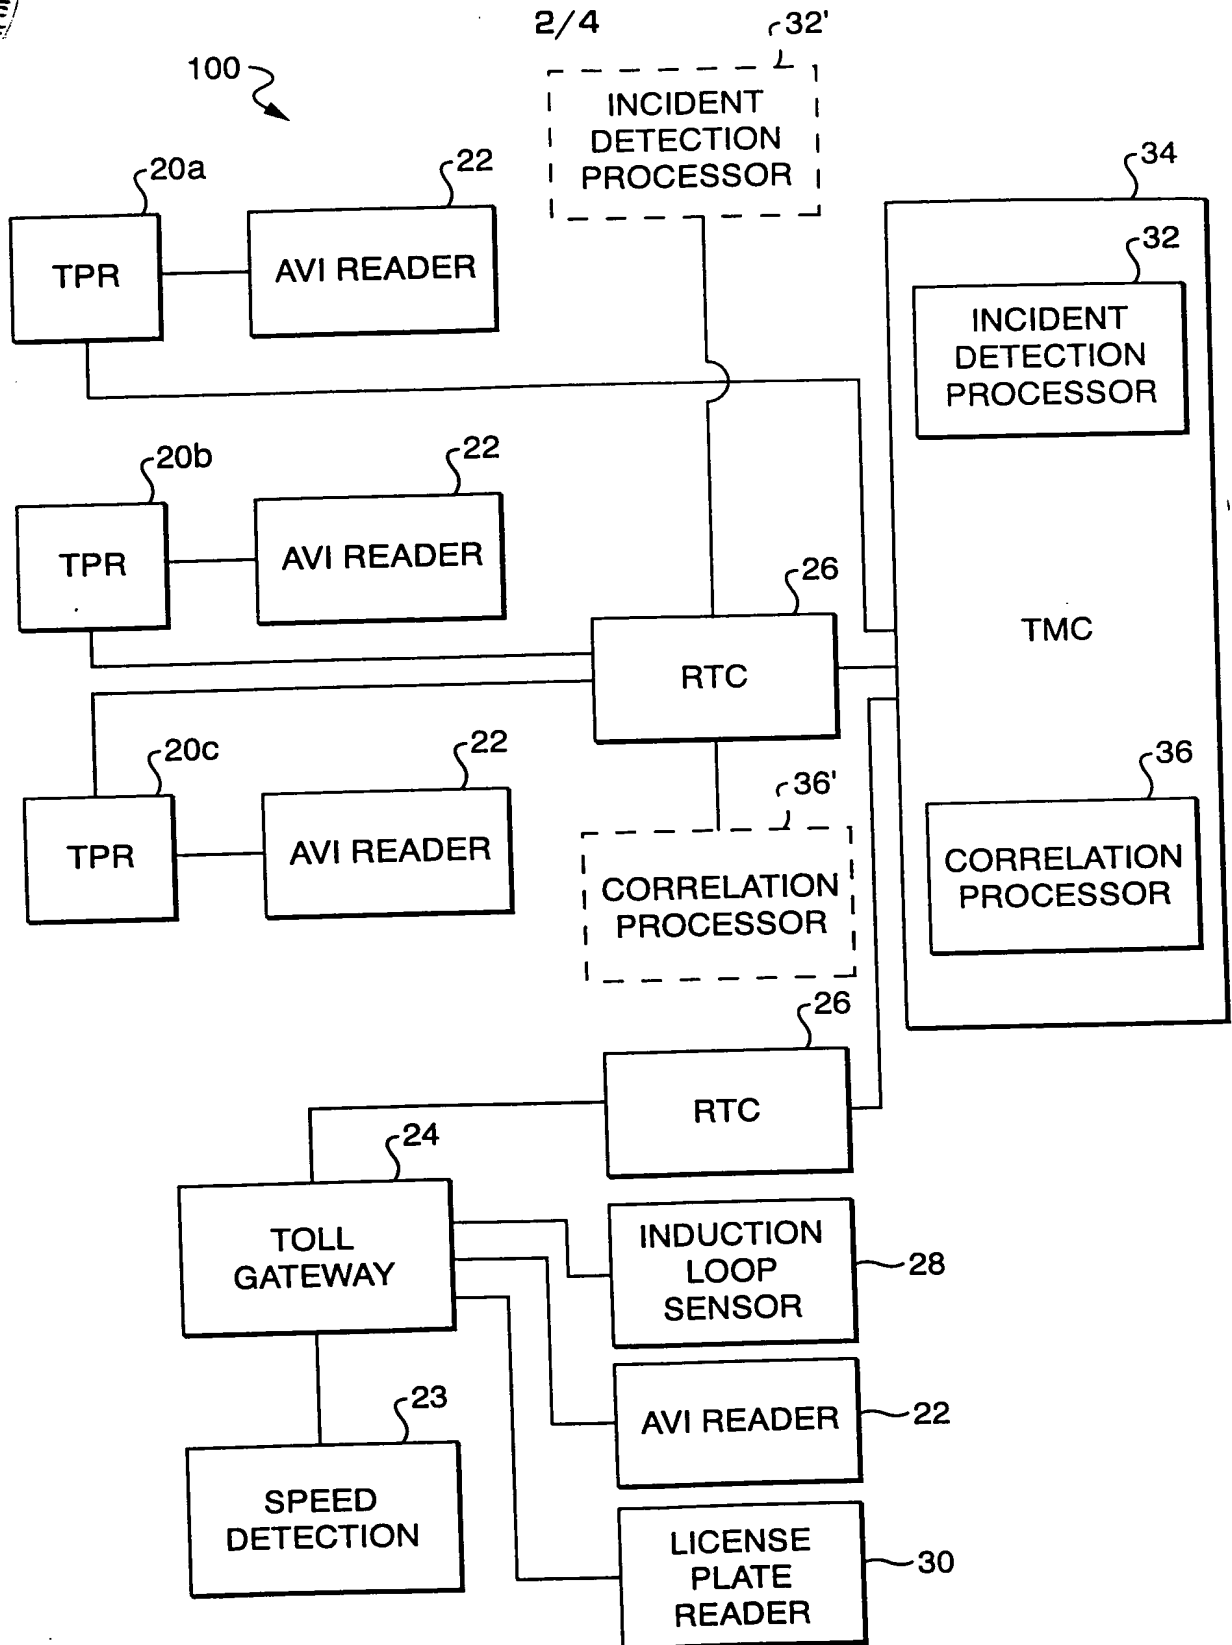 2/4
32'
100
INCIDENT
DETECTION
PROCESSOR
34
20a
22
32
TPR
AVI READER
INCIDENT
DETECTION
PROCESSOR
20b
22
TPR
AVI READER
26
TMC
RTC
20c
22
36'
36
TPR
AVI READER
CORRELATION
PROCESSOR
CORRELATION
PROCESSOR
26
RTC
24
TOLL
GATEWAY
INDUCTION
LOOP
SENSOR
28
23
AVI READER
22
SPEED
DETECTION
LICENSE
PLATE
READER
30